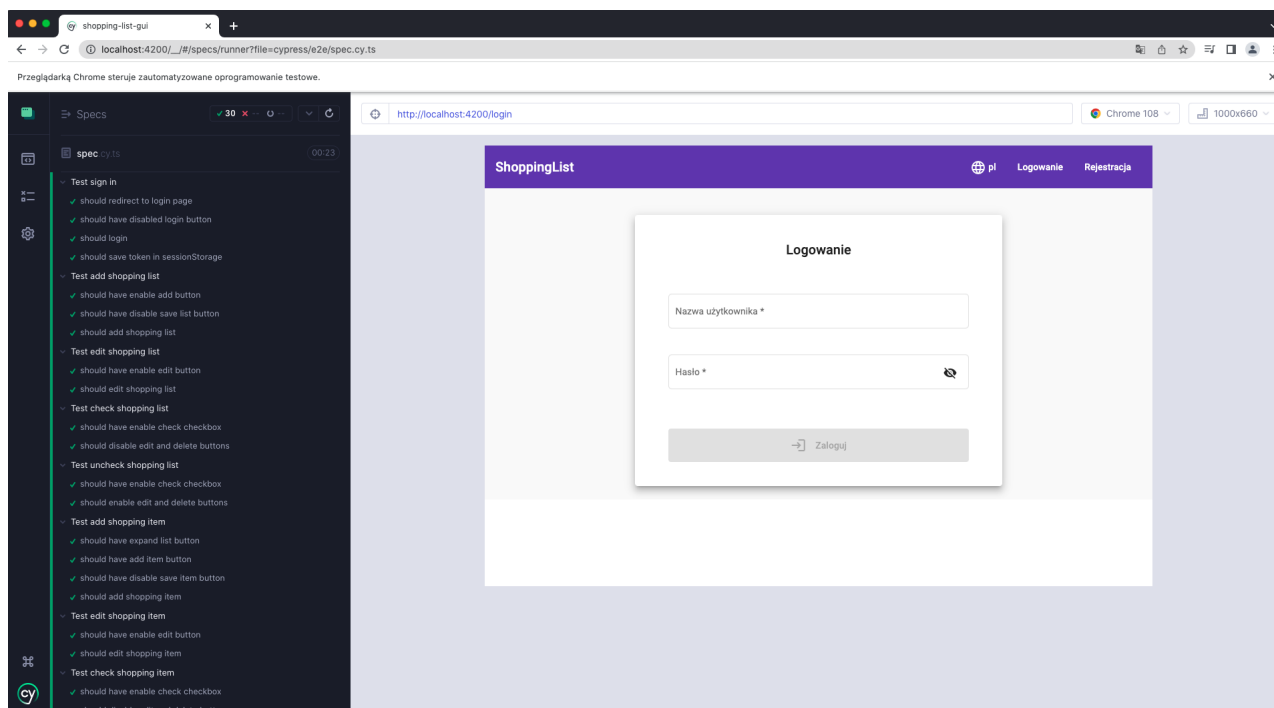 shopping-list-gui
localhost:4200/__/#/specs/runner?file=cypress/e2e/spec.cy.ts
Przeglądarką Chrome steruje zautomatyzowane oprogramowanie testowe.
Specs
30 -- --
http://localhost:4200/login
Chrome 108
1000x660
spec cy.ts
00:23
Test sign in
should redirect to login page
should have disabled login button
should login
should save token in sessionStorage
Test add shopping list
should have enable add button
should have disable save list button
should add shopping list
Test edit shopping list
should have enable edit button
should edit shopping list
Test check shopping list
should have enable check checkbox
should disable edit and delete buttons
Test uncheck shopping list
should have enable check checkbox
should enable edit and delete buttons
Test add shopping item
should have expand list button
should have add item button
should have disable save item button
should add shopping item
Test edit shopping item
should have enable edit button
should edit shopping item
Test check shopping item
should have enable check checkbox
cy
ShoppingList
pl Logowanie Rejestracja
Logowanie
Nazwa użytkownika *
Hasło *
Zaloguj